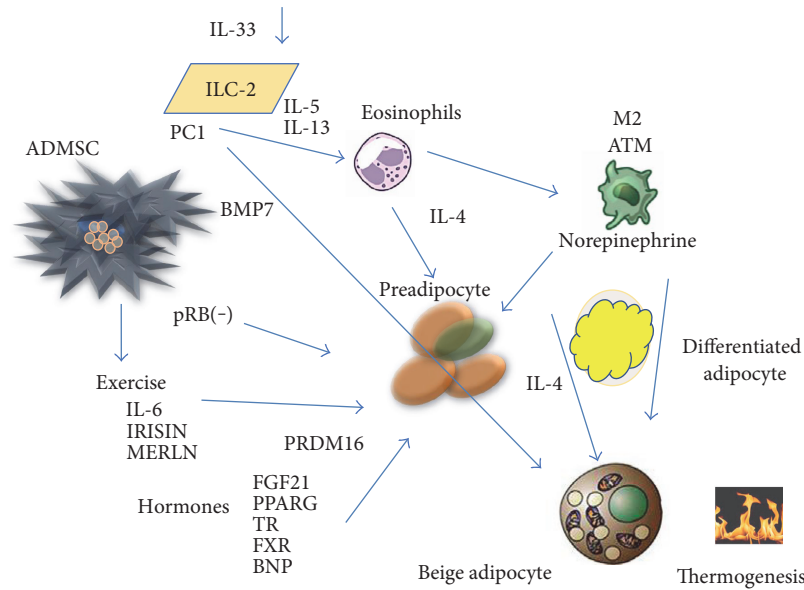 IL-33
ILC-2
IL-5
IL-13
PC1
Eosinophils
M2
ATM
ADMSC
BMP7
IL-4
Norepinephrine
Preadipocyte
pRB(−)
Differentiated
adipocyte
Exercise
IL-6
IRISIN
MERLN
IL-4
PRDM16
Hormones
FGF21
PPARG
TR
FXR
BNP
Beige adipocyte
Thermogenesis